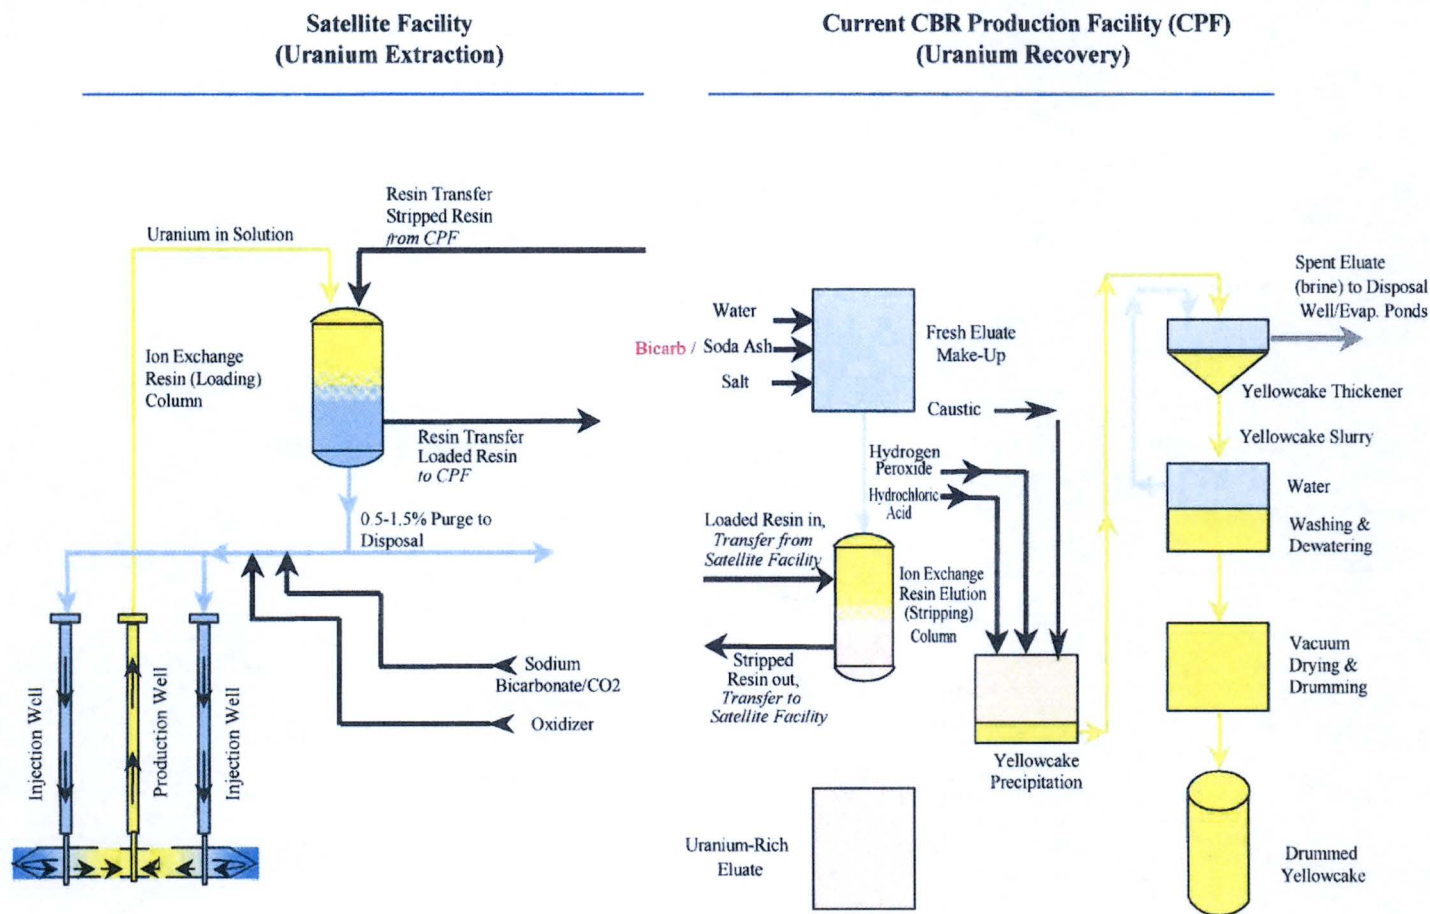 Satellite Facility
(Uranium Extraction)
Current CBR Production Facility (CPF)
(Uranium Recovery)
Resin Transfer
Stripped Resin
from CPF
Uranium in Solution
Ion Exchange
Resin (Loading)
Column
Resin Transfer
Loaded Resin
to CPF
0.5-1.5% Purge to
Disposal
Sodium
Bicarbonate/CO2
Oxidizer
Injection Well
Production Well
Injection Well
Water
Bicarb / Soda Ash
Salt
Fresh Eluate
Make-Up
Caustic
Hydrogen
Peroxide
Hydrochloric
Acid
Loaded Resin in,
Transfer from
Satellite Facility
Ion Exchange
Resin Elution
(Stripping)
Column
Stripped
Resin out,
Transfer to
Satellite Facility
Yellowcake
Precipitation
Uranium-Rich
Eluate
Spent Eluate
(brine) to Disposal
Well/Evap. Ponds
Yellowcake Thickener
Yellowcake Slurry
Water
Washing &
Dewatering
Vacuum
Drying &
Drumming
Drummed
Yellowcake